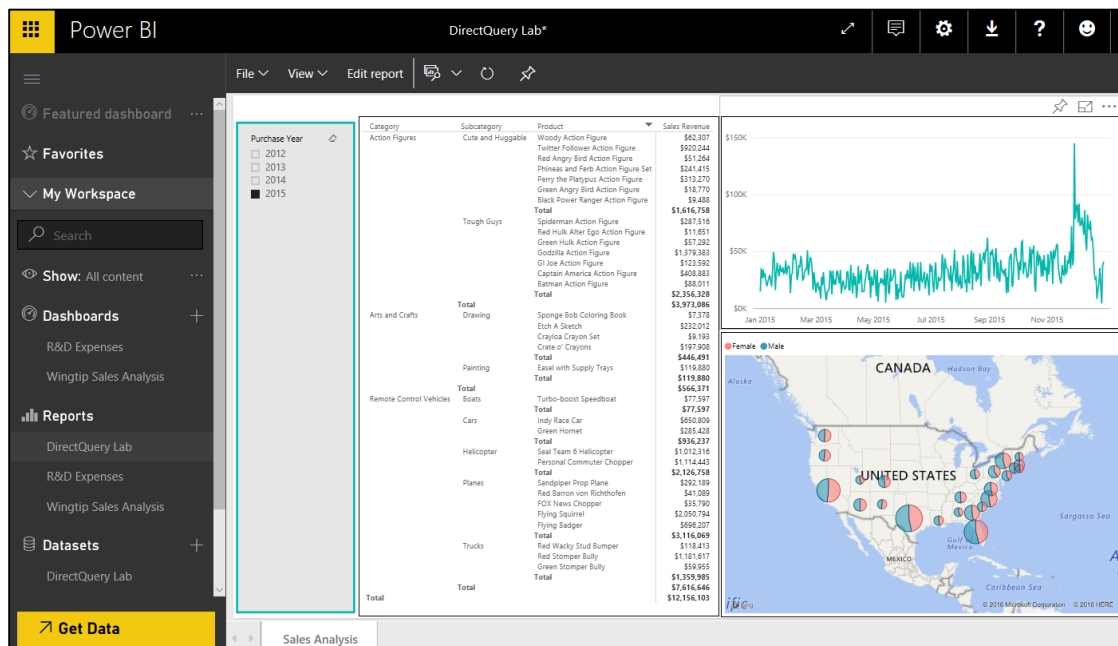 Power BI
DirectQuery Lab*
File View Edit report
Featured dashboard ...
Favorites
My Workspace
Search
Show: All content ...
Dashboards +
R&D Expenses
Wingtip Sales Analysis
Reports
DirectQuery Lab
R&D Expenses
Wingtip Sales Analysis
Datasets +
DirectQuery Lab
Get Data
Purchase Year
2012
2013
2014
2015
Category Subcategory Product Sales Revenue
Action Figures Cute and Huggable Woody Action Figure $62,307
Twitter Follower Action Figure $920,244
Red Angry Bird Action Figure $51,264
Phineas and Ferb Action Figure Set $241,415
Perry the Platypus Action Figure $313,270
Green Angry Bird Action Figure $18,770
Black Power Ranger Action Figure $9,488
Total $1,616,758
Tough Guys Spiderman Action Figure $287,516
Red Hulk Alter Ego Action Figure $11,651
Green Hulk Action Figure $57,292
Godzilla Action Figure $1,379,383
GI Joe Action Figure $123,592
Captain America Action Figure $408,883
Batman Action Figure $88,011
Total $2,356,328
Total $3,973,086
Arts and Crafts Drawing Sponge Bob Coloring Book $7,378
Etch A Sketch $232,012
Crayloa Crayon Set $9,193
Crate o' Crayons $197,908
Total $446,491
Painting Easel with Supply Trays $119,880
Total $119,880
Total $566,371
Remote Control Vehicles Boats Turbo-boost Speedboat $77,597
Total $77,597
Cars Indy Race Car $650,809
Green Hornet $285,428
Total $936,237
Helicopter Seal Team 6 Helicopter $1,012,316
Personal Commuter Chopper $1,114,443
Total $2,126,758
Planes Sandpiper Prop Plane $292,189
Red Barron von Richthofen $41,089
FOX News Chopper $35,790
Flying Squirrel $2,050,794
Flying Badger $696,207
Total $3,116,069
Trucks Red Wacky Stud Bumper $118,413
Red Stomper Bully $1,181,617
Green Stomper Bully $59,955
Total $1,359,985
Total $7,616,646
Total $12,156,103
$150K
$100K
$50K
$0K
Jan 2015 Mar 2015 May 2015 Jul 2015 Sep 2015 Nov 2015
Female Male
CANADA
Hudson Bay
Alaska
UNITED STATES
Sargasso Sea
Gulf of
Mexico
MEXICO
A
Caribbean Sea
ific
© 2016 Microsoft Corporation © 2016 HERE
Sales Analysis